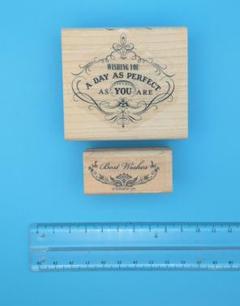 WISHING YOU
A DAY AS PERFECT
AS YOU ARE
Best Wishes